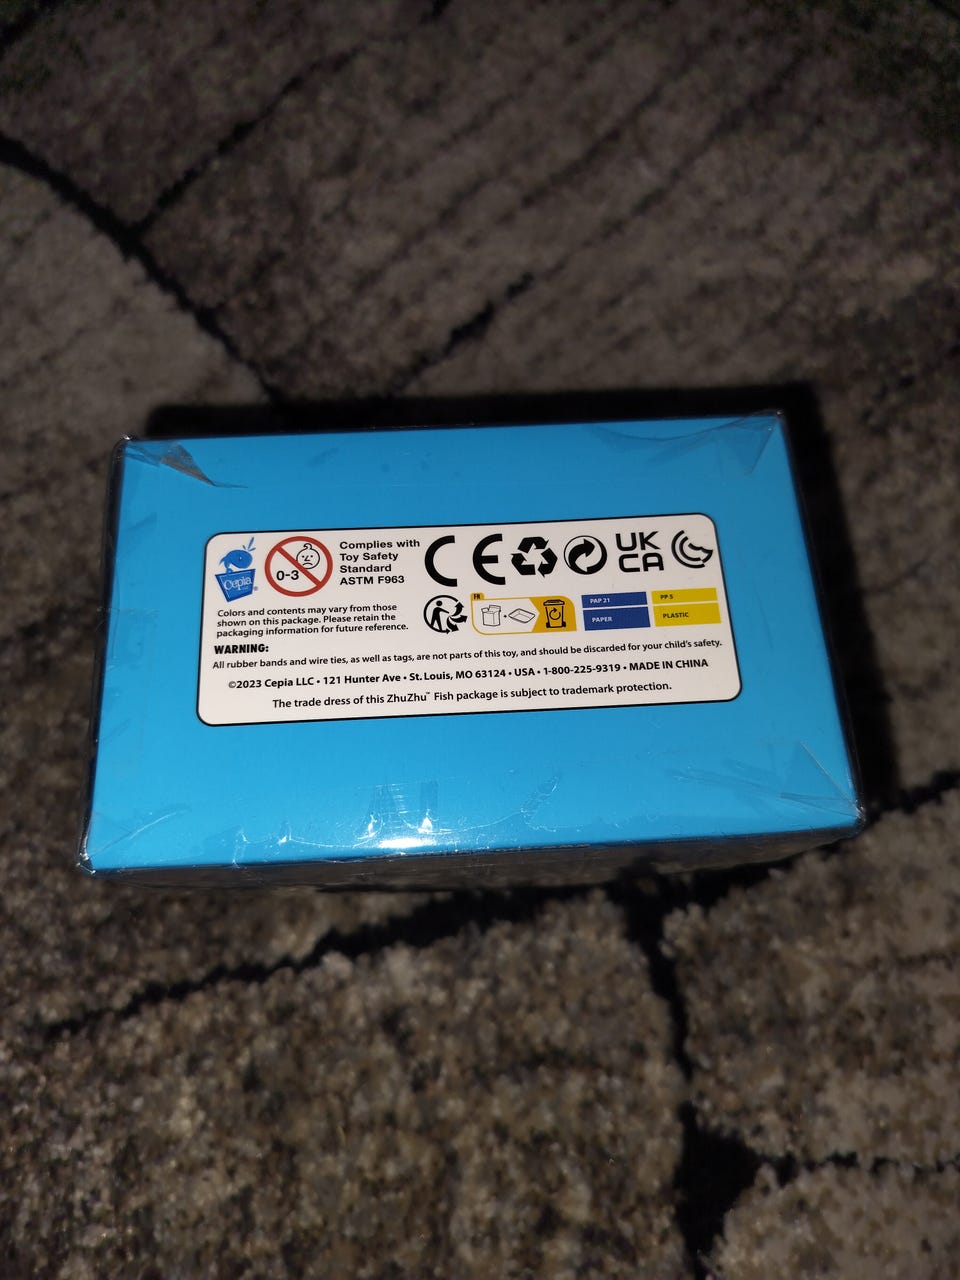 Cepia
®
0-3
Complies with
Toy Safety
Standard
ASTM F963
CE
UK
CA
Colors and contents may vary from those
shown on this package. Please retain the
packaging information for future reference.
FR
PAP 21
PAPER
PP 5
PLASTIC
WARNING:
All rubber bands and wire ties, as well as tags, are not parts of this toy, and should be discarded for your child's safety.
©2023 Cepia LLC • 121 Hunter Ave • St. Louis, MO 63124 • USA • 1-800-225-9319 • MADE IN CHINA
The trade dress of this ZhuZhu™ Fish package is subject to trademark protection.